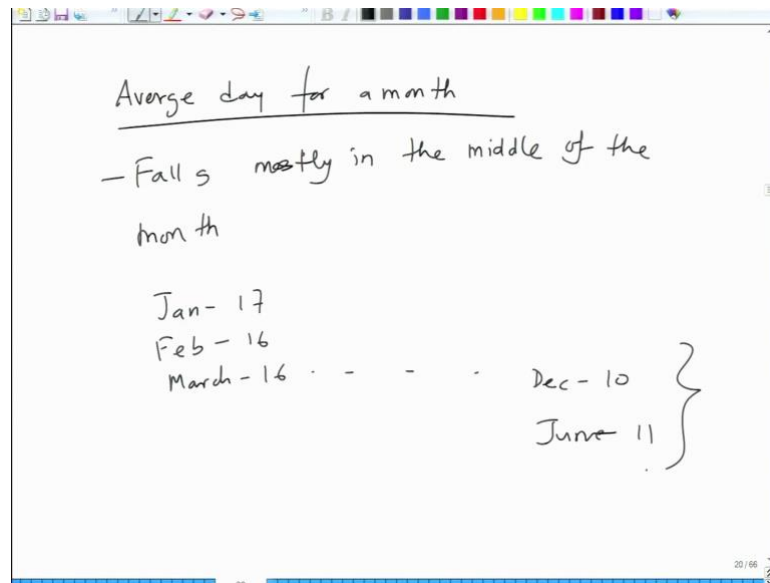 Averge day for a month
- Falls mostly in the middle of the
month
Jan - 17
Feb - 16
March - 16 . - - . Dec - 10
June 11
20 / 66